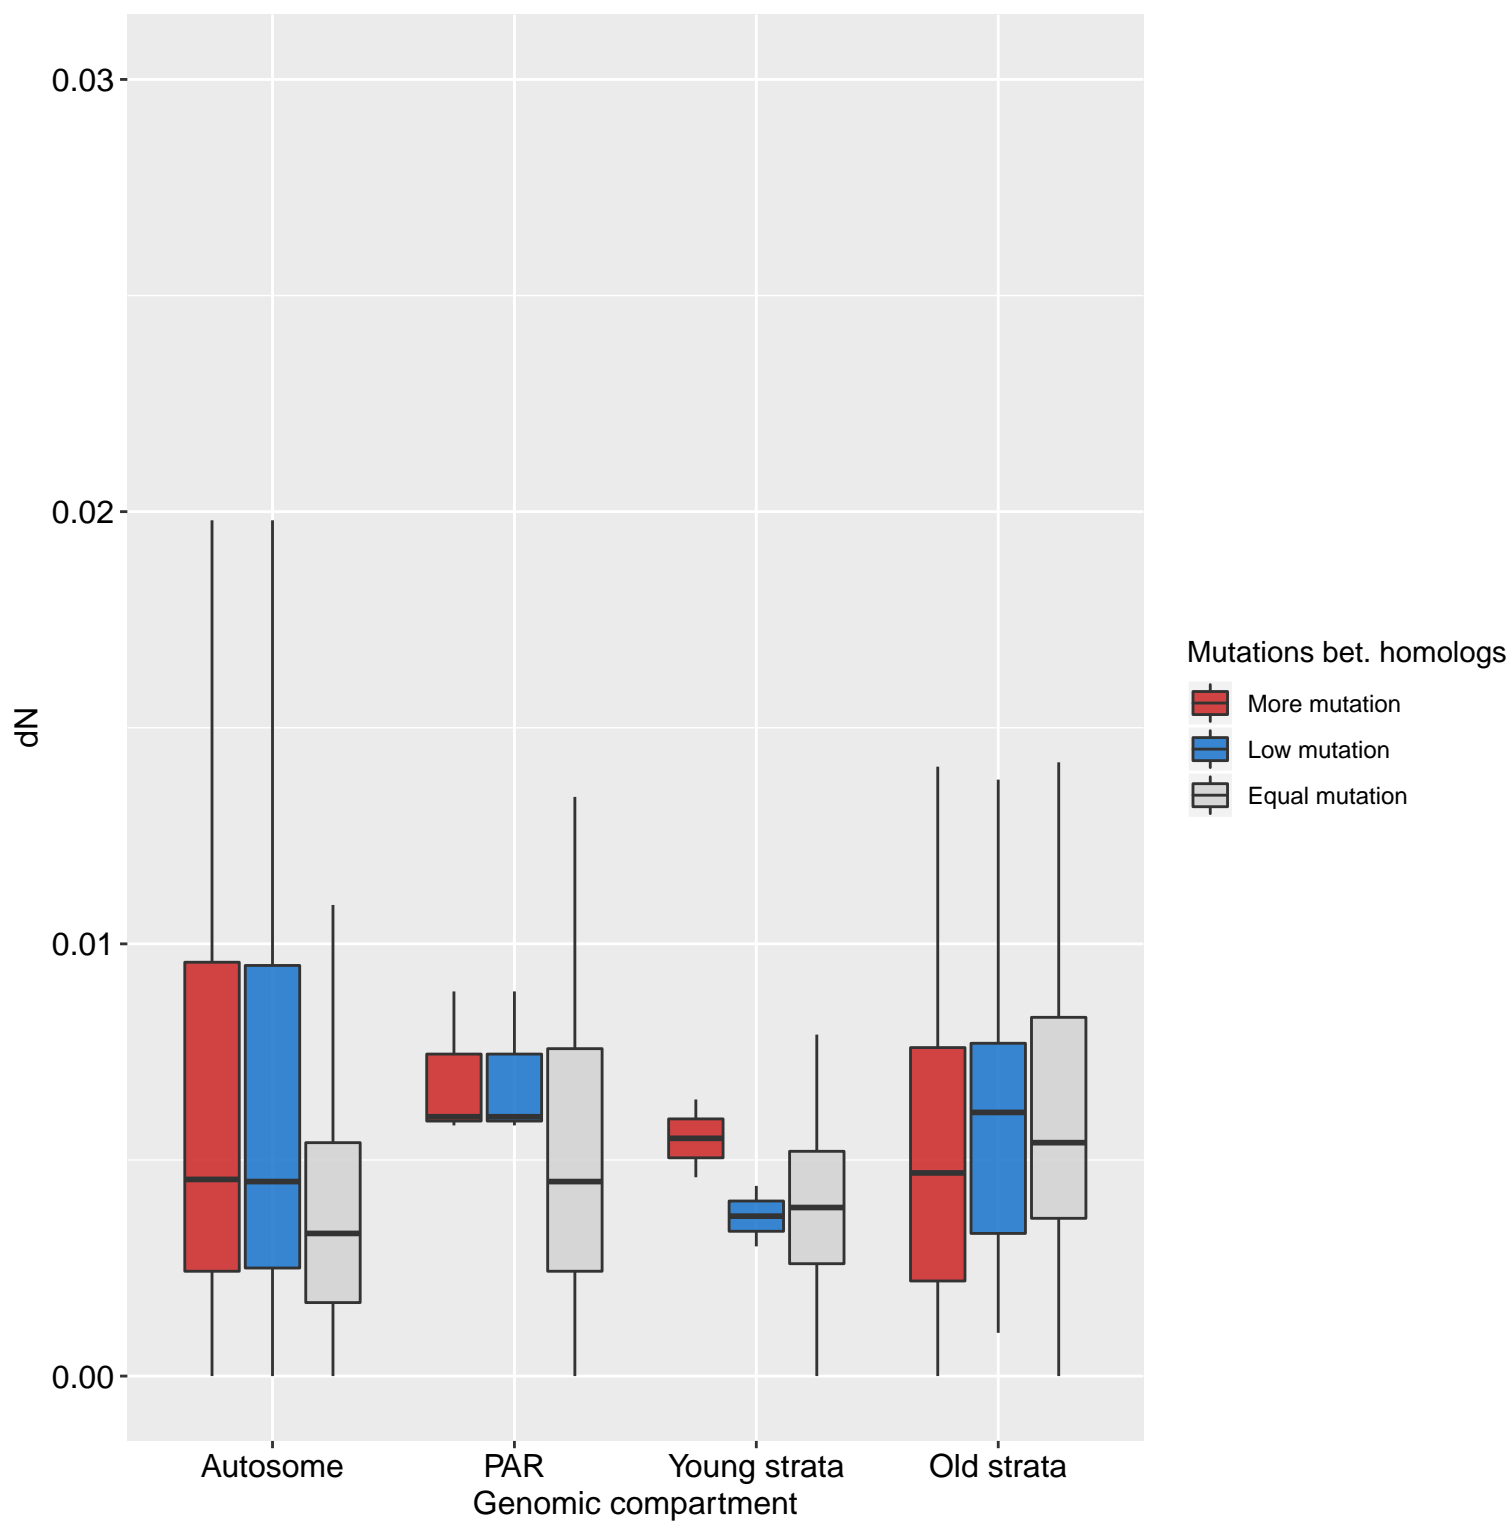 0.03
0.02
0.01
0.00
dN
Autosome
PAR
Young strata
Old strata
Genomic compartment
Mutations bet. homologs
More mutation
Low mutation
Equal mutation